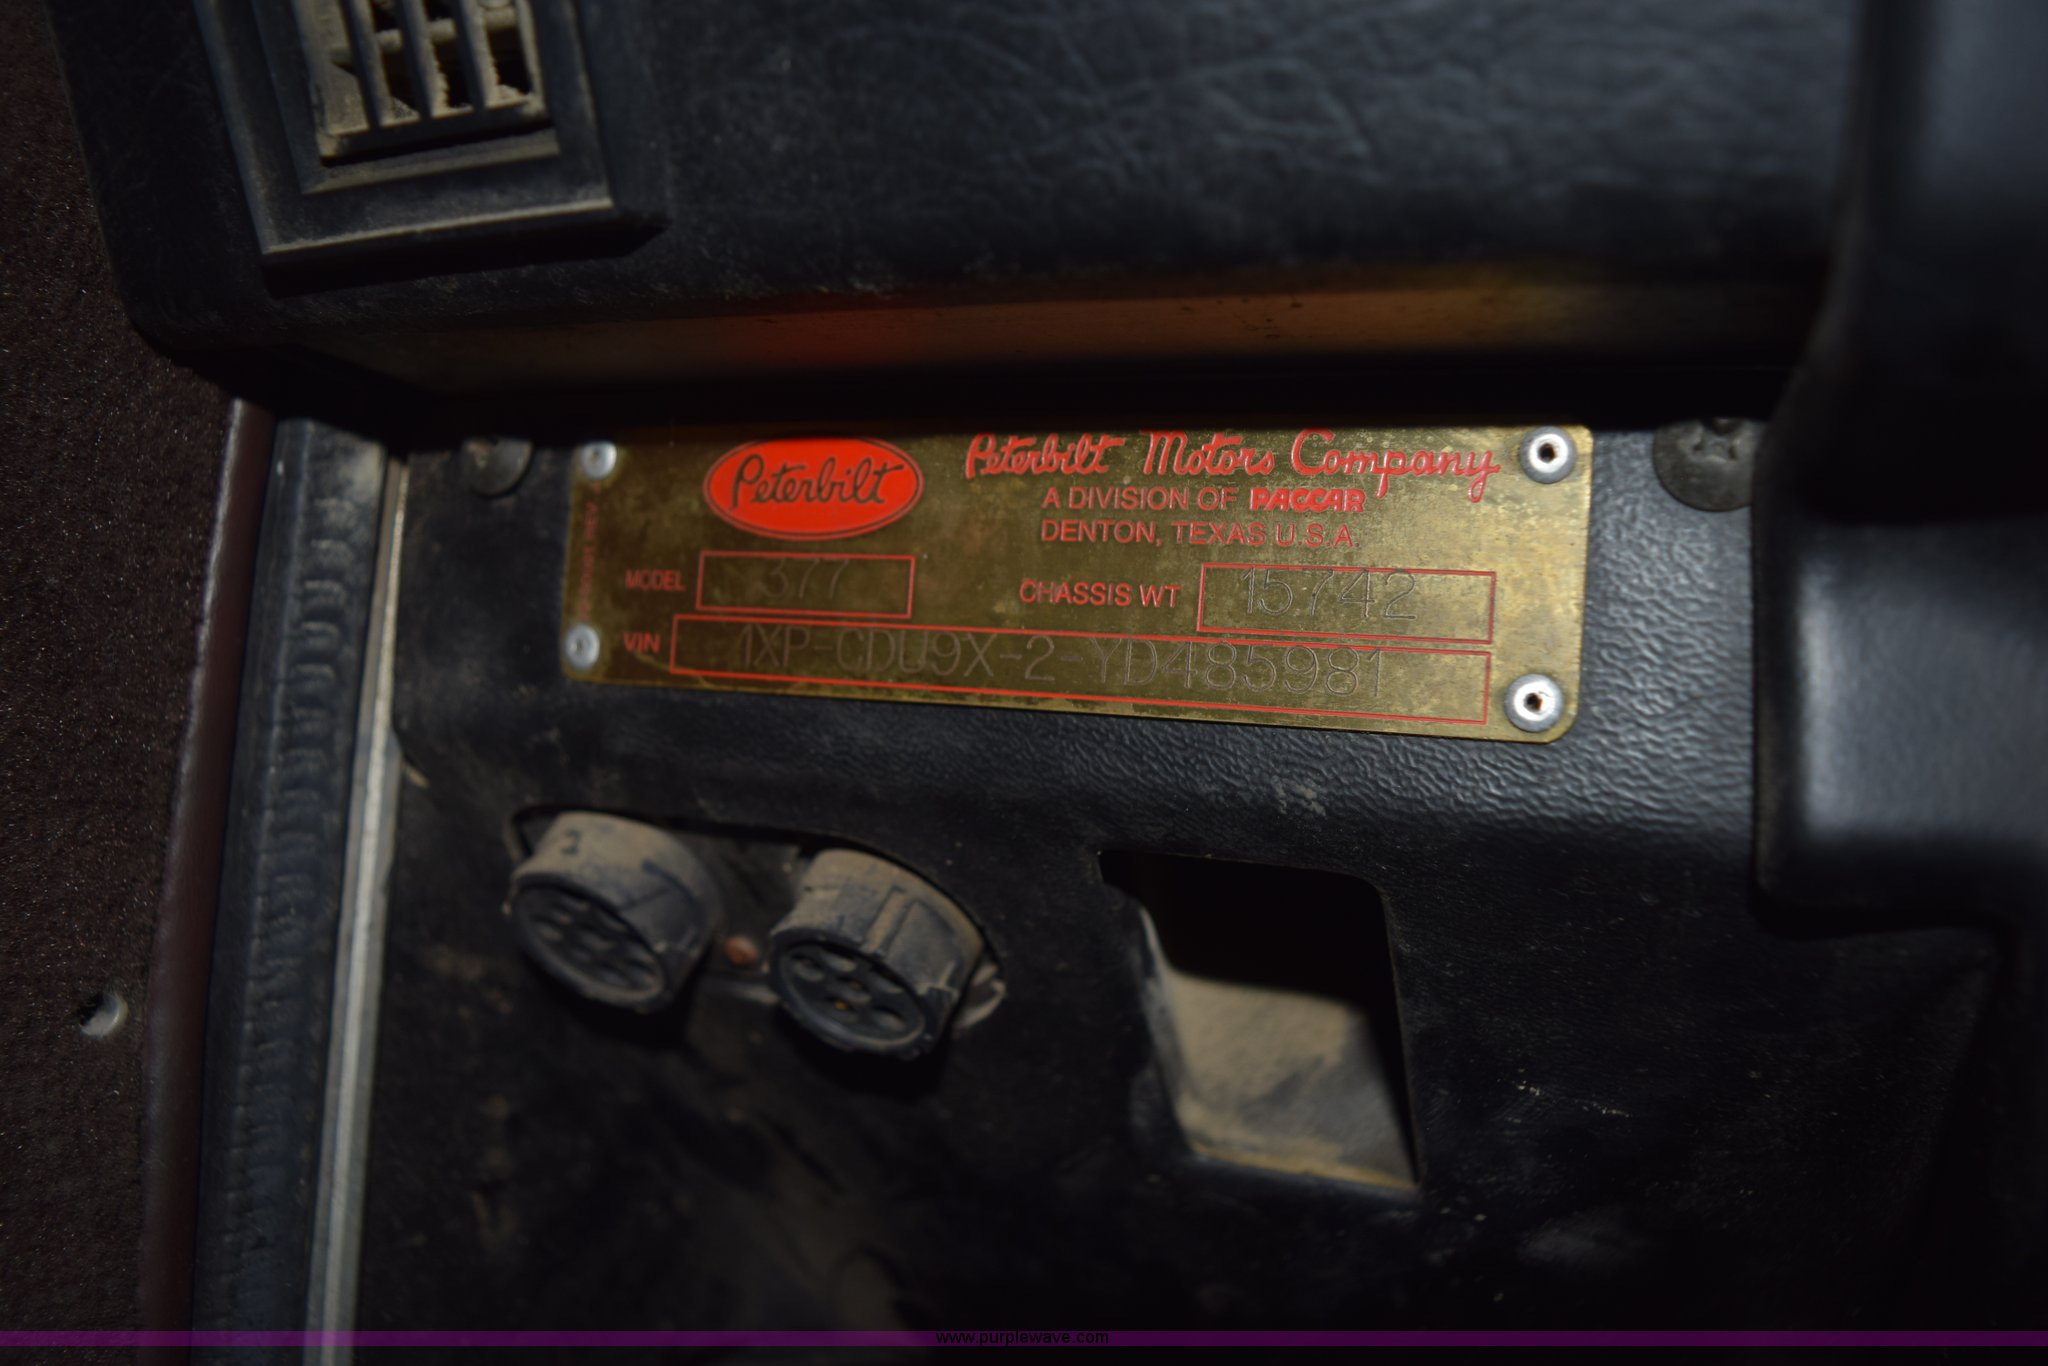 Peterbilt
Peterbilt Motors Company
A DIVISION OF PACCAR
DENTON, TEXAS U.S.A.
MODEL 377 CHASSIS WT 15742
VIN 1XP-CDU9X-2-YD485981
2
www.purplewave.com